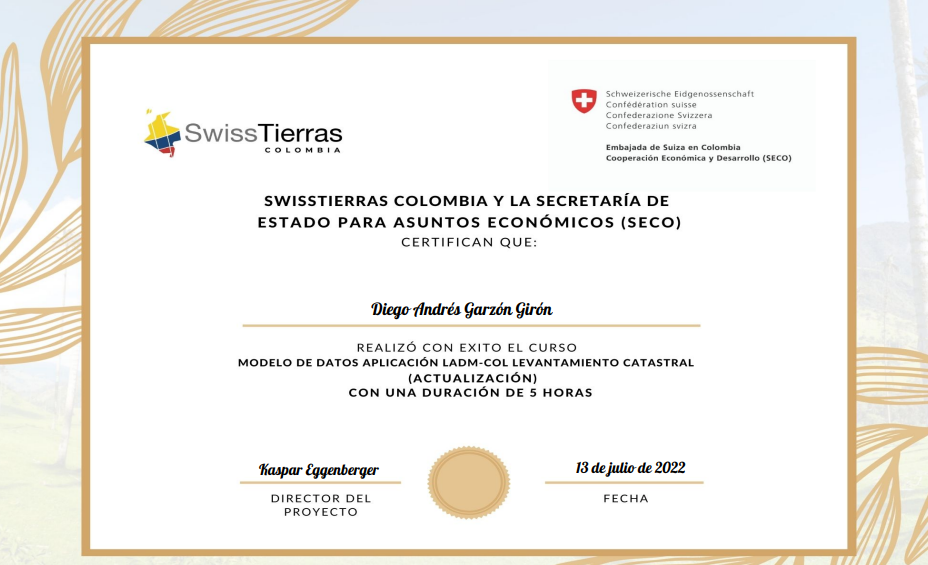 SwissTierras
COLOMBIA
Schweizerische Eidgenossenschaft
Confédération suisse
Confederazione Svizzera
Confederaziun svizra
Embajada de Suiza en Colombia
Cooperación Económica y Desarrollo (SECO)
SWISSTIERRAS COLOMBIA Y LA SECRETARÍA DE
ESTADO PARA ASUNTOS ECONÓMICOS (SECO)
CERTIFICAN QUE:
Diego Andrés Garzón Girón
REALIZÓ CON EXITO EL CURSO
MODELO DE DATOS APLICACIÓN LADM-COL LEVANTAMIENTO CATASTRAL
(ACTUALIZACIÓN)
CON UNA DURACIÓN DE 5 HORAS
Kaspar Eggenberger
DIRECTOR DEL
PROYECTO
13 de julio de 2022
FECHA